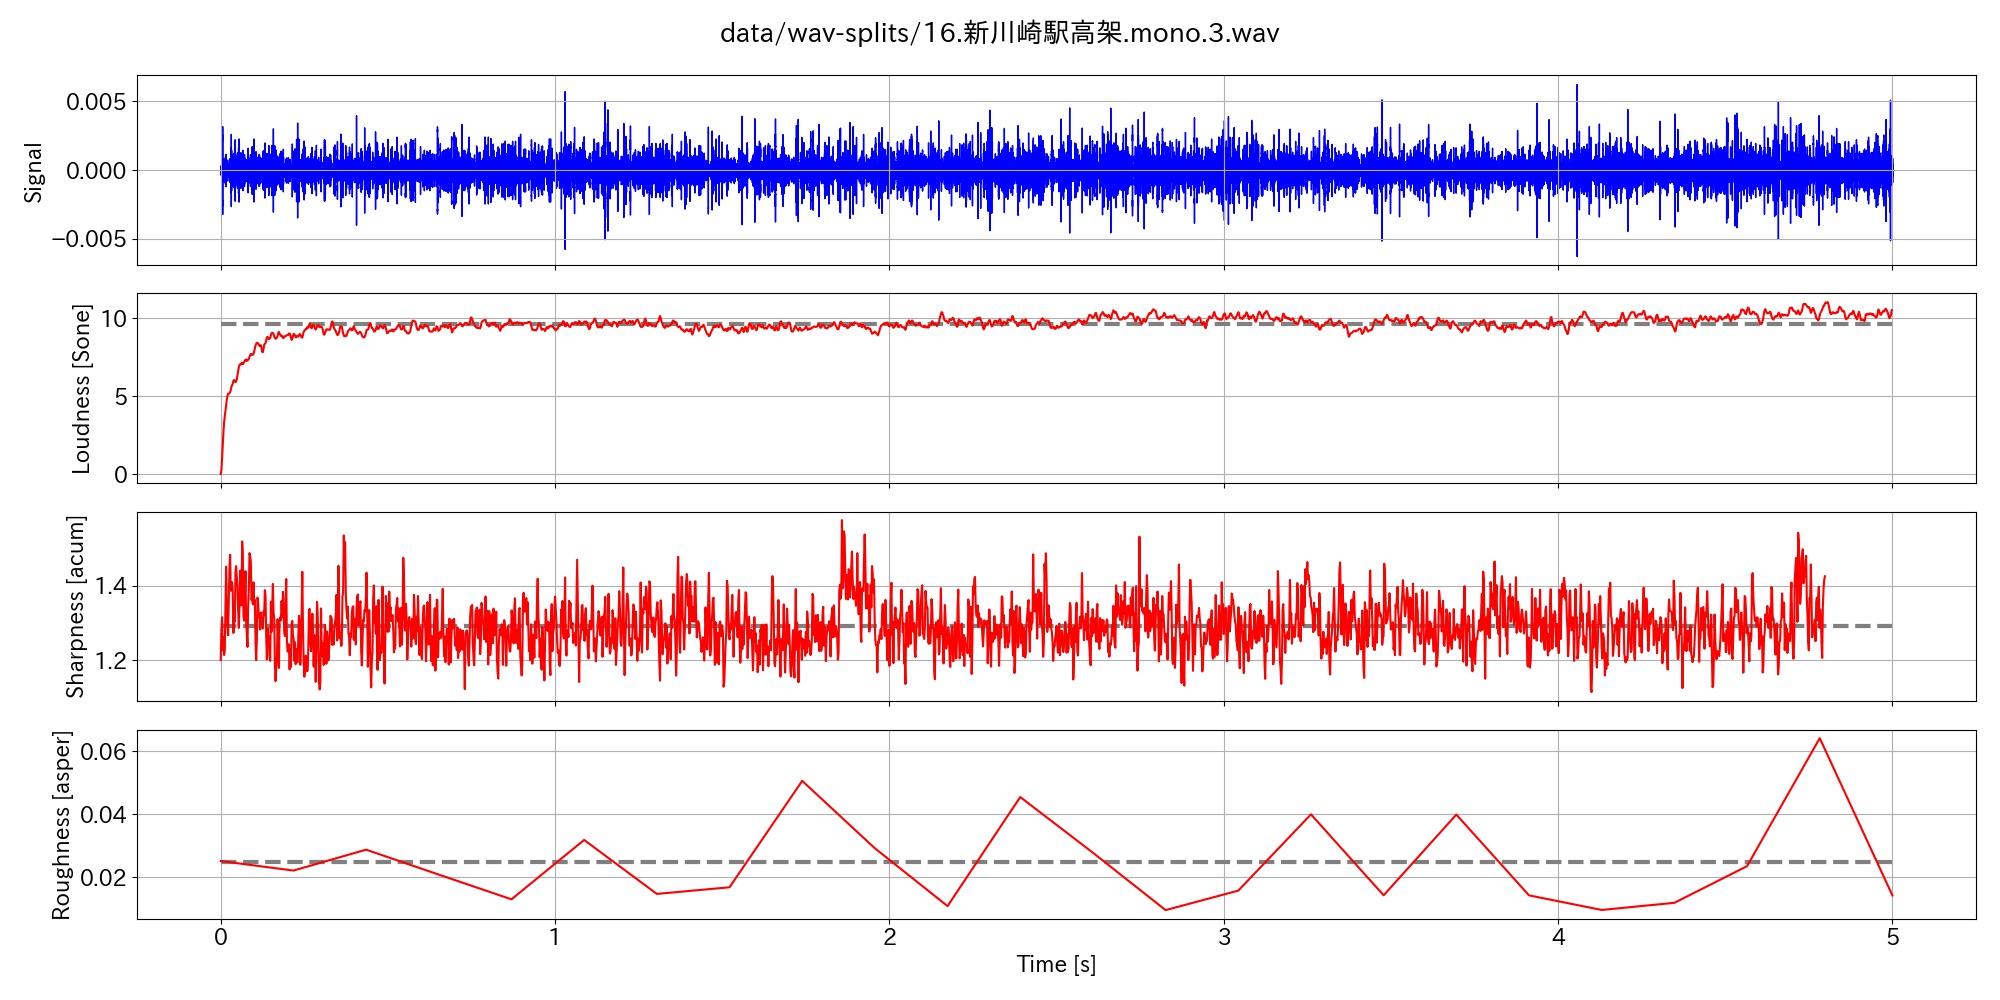 data/wav-splits/16.新川崎駅高架.mono.3.wav
Signal
0.005
0.000
−0.005
Loudness [Sone]
10
5
0
Sharpness [acum]
1.4
1.2
Roughness [asper]
0.06
0.04
0.02
0 1 2 3 4 5
Time [s]